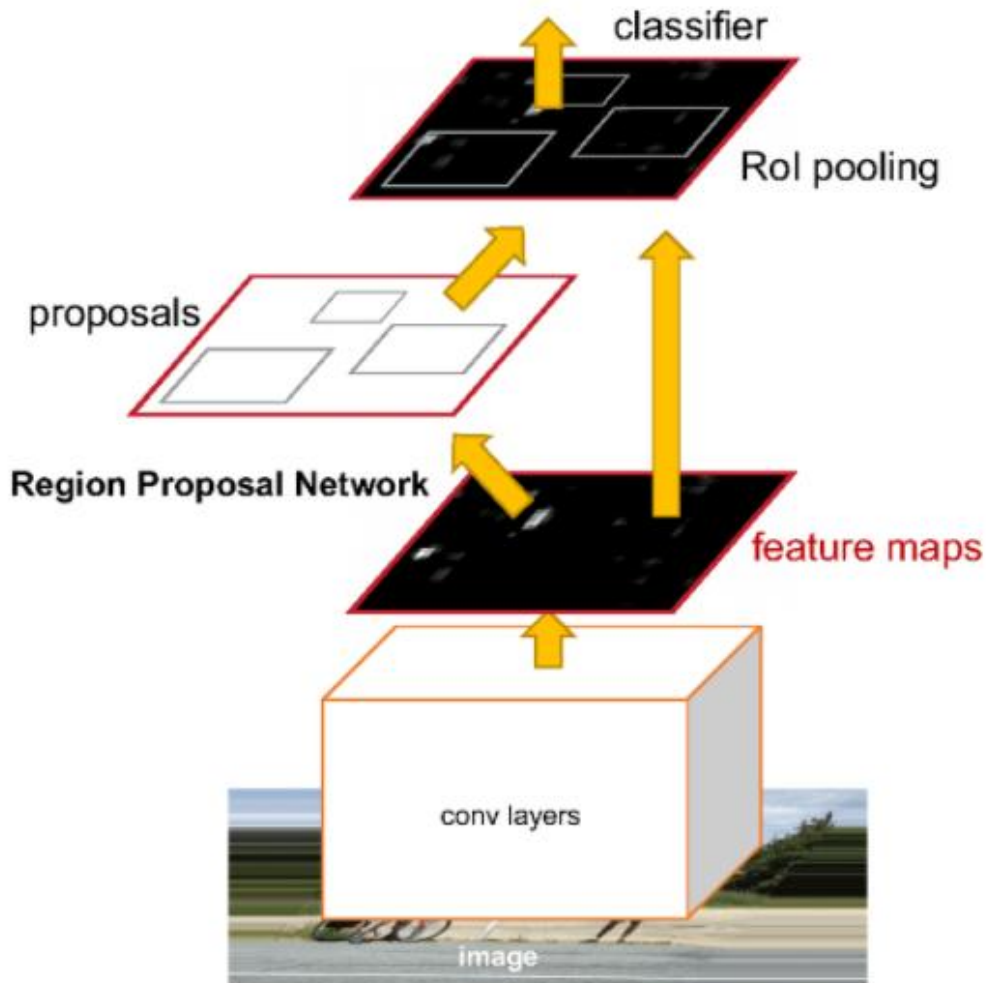 classifier
RoI pooling
proposals
Region Proposal Network
feature maps
conv layers
image